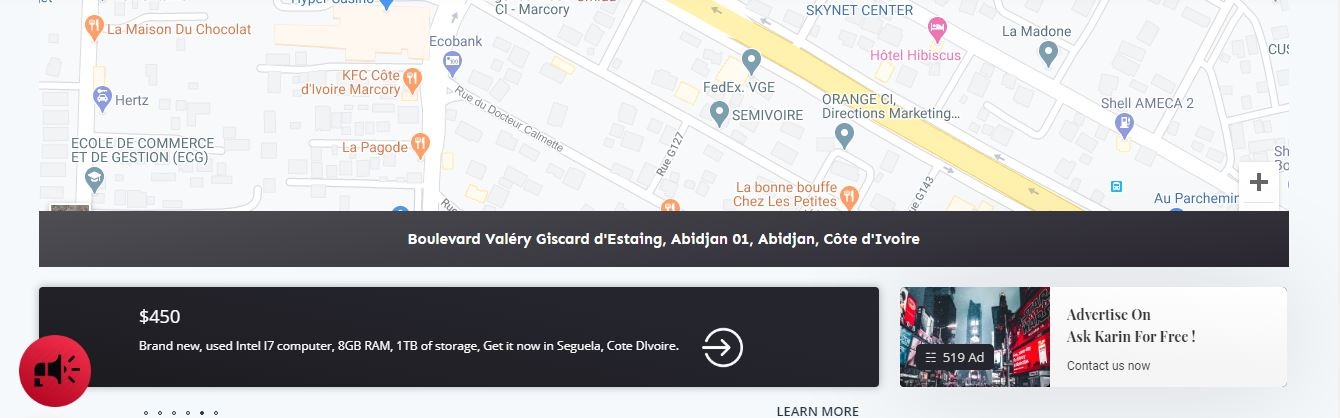 Hyper Casino
CI - Marcory
SKYNET CENTER
La Maison Du Chocolat
Ecobank
Hôtel Hibiscus
La Madone
KFC Côte
d'Ivoire Marcory
Hertz
FedEx. VGE
SEMIVOIRE
ORANGE CI,
Directions Marketing...
Shell AMECA 2
Rue du Docteur Calmette
ECOLE DE COMMERCE
ET DE GESTION (ECG)
La Pagode
Rue G127
La bonne bouffe
Chez Les Petites
G143
Au Parchemin
Boulevard Valéry Giscard d'Estaing, Abidjan 01, Abidjan, Côte d'Ivoire
$450
Brand new, used Intel I7 computer, 8GB RAM, 1TB of storage, Get it now in Seguela, Cote DIvoire.
519 Ad
Advertise On
Ask Karin For Free !
Contact us now
LEARN MORE